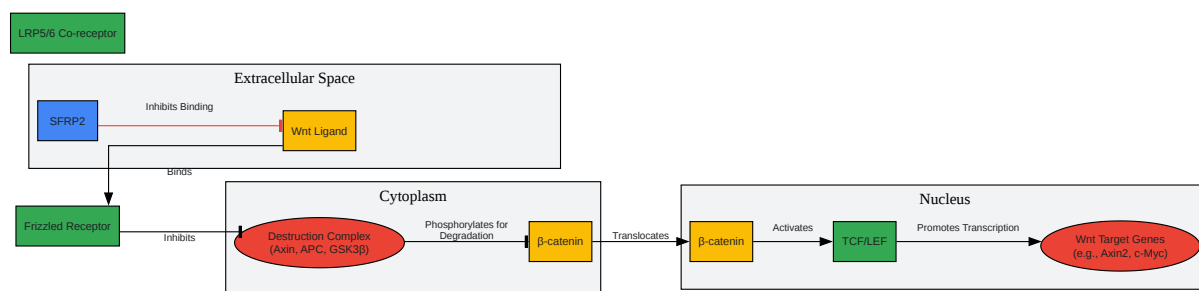 LRP5/6 Co-receptor
Extracellular Space
SFRP2
Inhibits Binding
Wnt Ligand
Binds
Frizzled Receptor
Inhibits
Cytoplasm
Destruction Complex
(Axin, APC, GSK3β)
Phosphorylates for
Degradation
β-catenin
Translocates
Nucleus
β-catenin
Activates
TCF/LEF
Promotes Transcription
Wnt Target Genes
(e.g., Axin2, c-Myc)